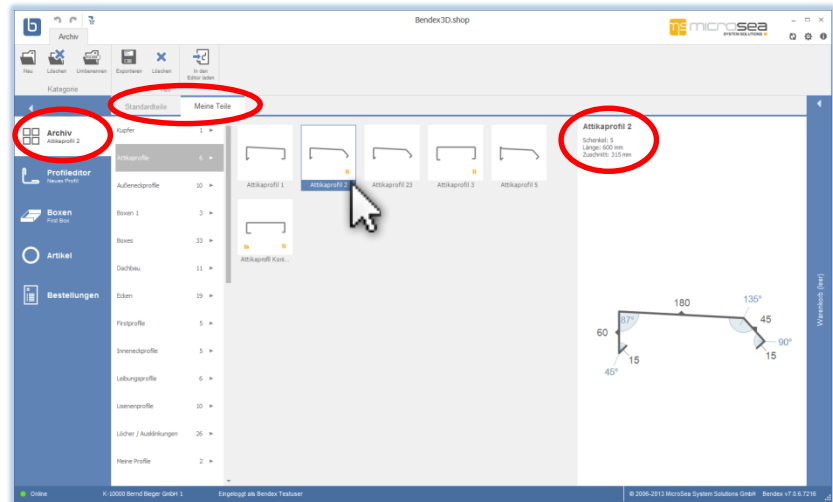 Bendex3D.shop
microsea
SYSTEM SOLUTIONS
Archiv
Neu
Löschen
Umbenennen
Exportieren
Löschen
In den
Editor laden
Kategorie
Standardteile
Meine Teile
Archiv
Attikaprofil 2
Profileditor
Neues Profil
Boxen
First Box
Artikel
Bestellungen
Kupfer 1
Attikaprofile 6
Außeneckprofile 10
Boxen 1 3
Boxes 33
Dachbau 11
Ecken 19
Firstprofile 5
Inneneckprofile 5
Leibungsprofile 6
Lisenenprofile 10
Löcher / Ausklinkungen 26
Meine Profile 2
Attikaprofil 1
Attikaprofil 2
Attikaprofil 23
Attikaprofil 3
Attikaprofil 5
Attikaprofil Kani...
Attikaprofil 2
Schenkel: 5
Länge: 600 mm
Zuschnitt: 315 mm
180
135°
87°
45
60
90°
15
15
45°
Warenkorb (leer)
Online
K-10000 Bernd Bieger GmbH 1
Eingeloggt als Bendex Testuser
© 2006-2013 MicroSea System Solutions GmbH
Bendex v7.0.6.7216